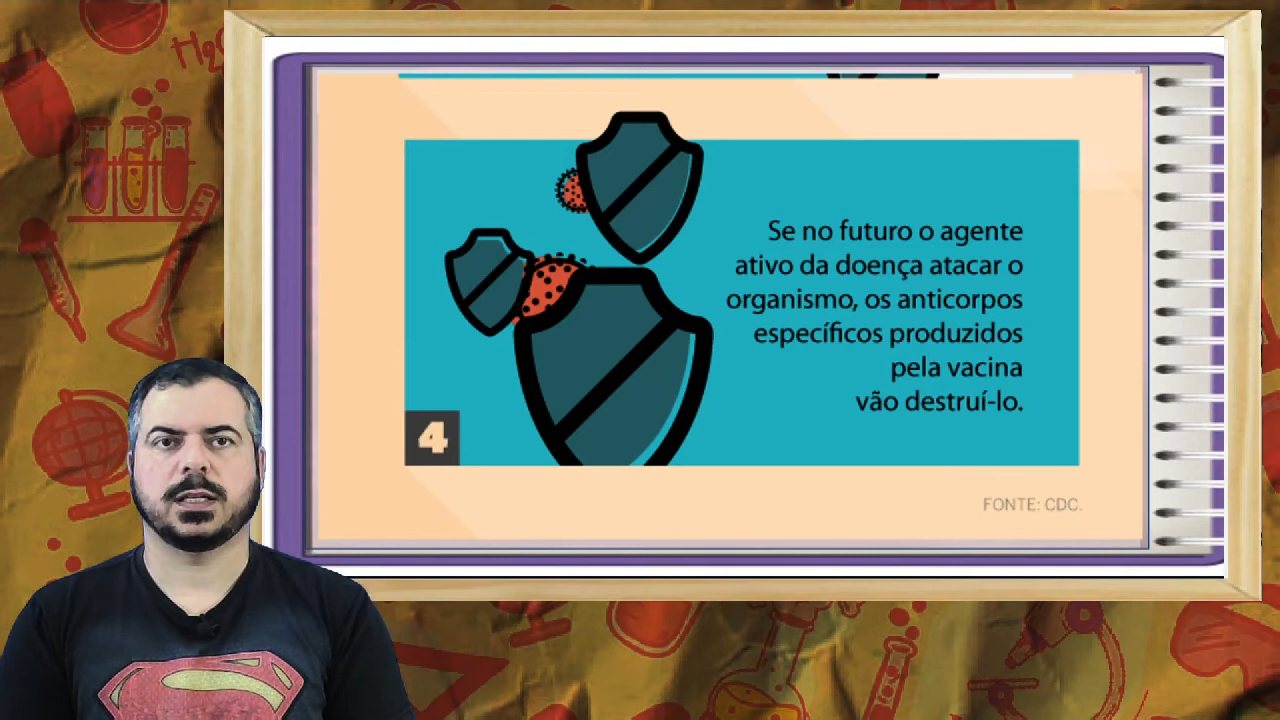 H2
Se no futuro o agente
ativo da doença atacar o
organismo, os anticorpos
específicos produzidos
pela vacina
vão destruí-lo.
4
FONTE: CDC.